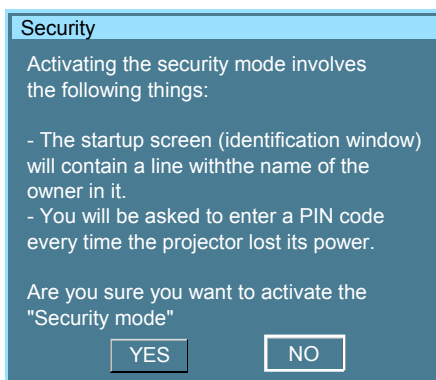 Security
Activating the security mode involves
the following things:
- The startup screen (identification window)
will contain a line withthe name of the
owner in it.
- You will be asked to enter a PIN code
every time the projector lost its power.
Are you sure you want to activate the
"Security mode"
YES NO